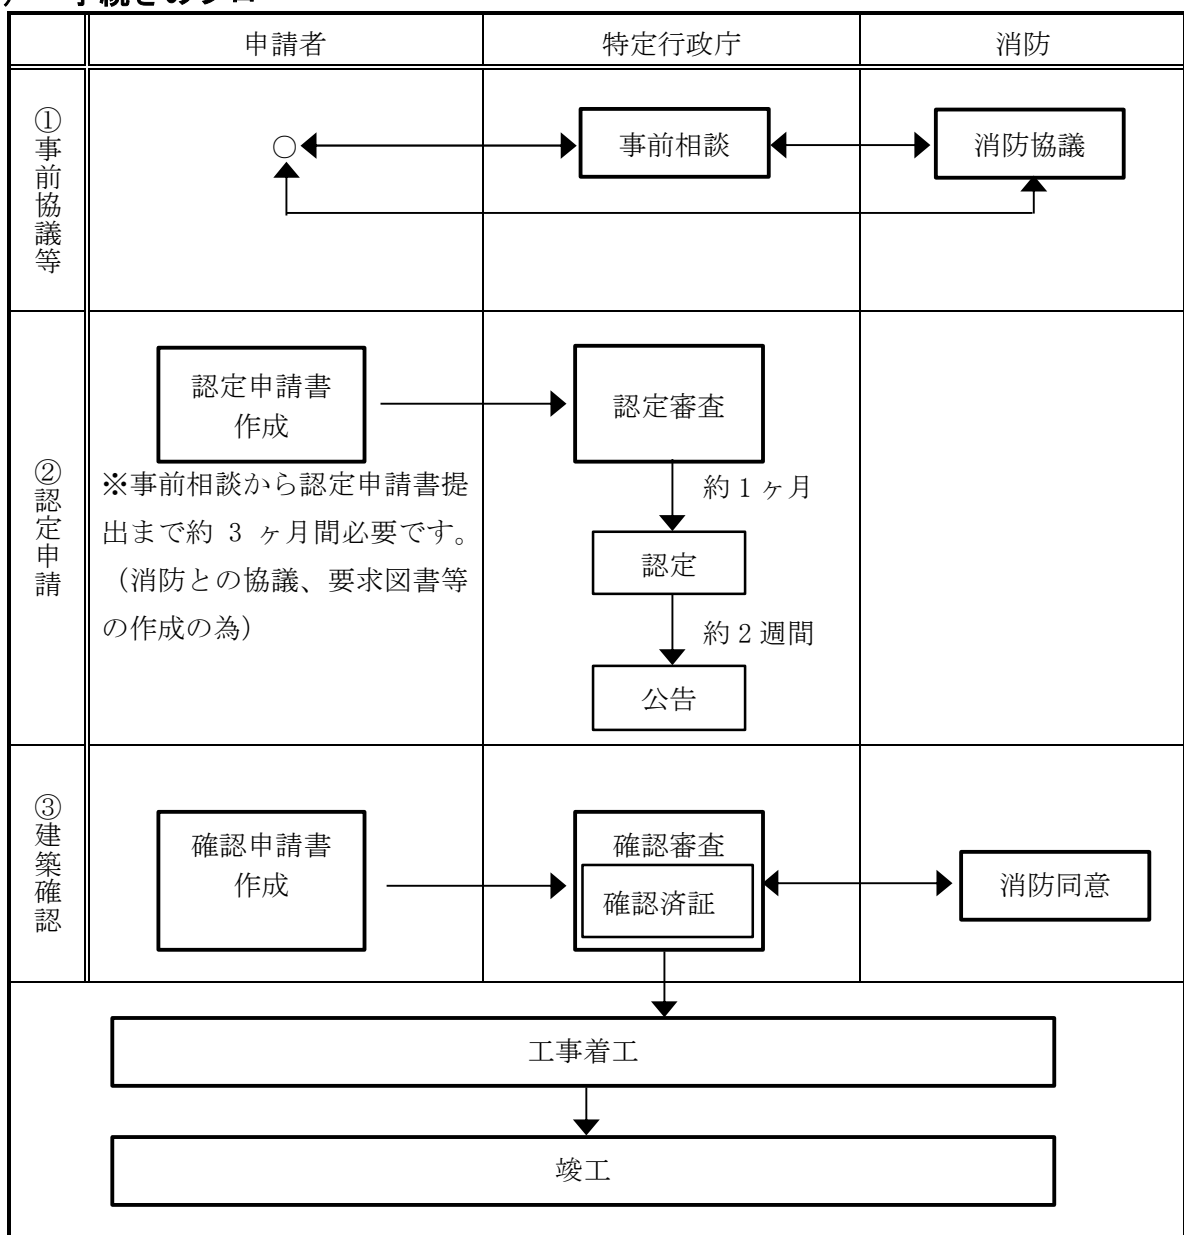 手続きのフロー
申請者
特定行政庁
消防
①事前協議等
○
事前相談
消防協議
②認定申請
認定申請書
作成
認定審査
※事前相談から認定申請書提
出まで約 3 ヶ月間必要です。
（消防との協議、要求図書等
の作成の為）
約１ヶ月
認定
約２週間
公告
③建築確認
確認申請書
作成
確認審査
確認済証
消防同意
工事着工
竣工